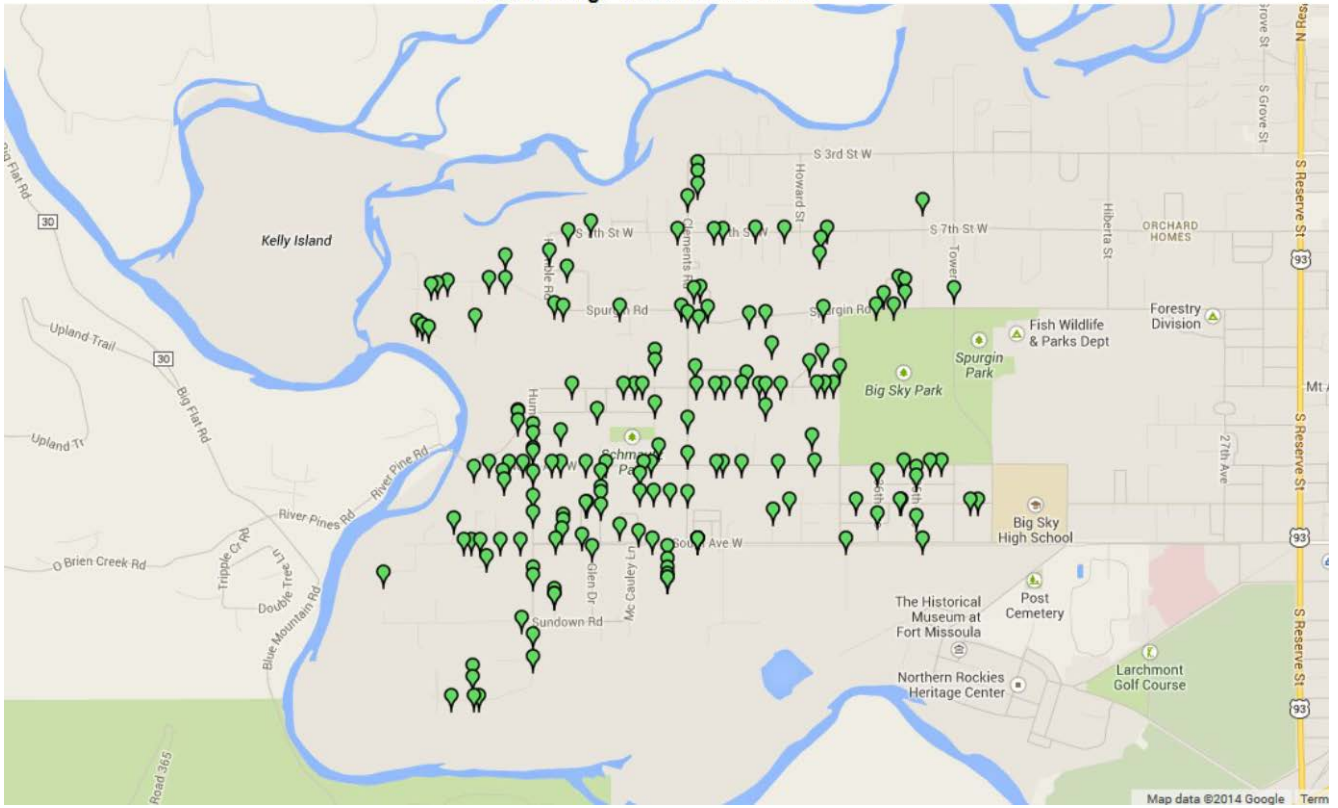 N Rese
S Grove St
S Grove St
S 3rd St W
Howard St
S Reserve St
Big Flat Rd
30
Kelly Island
Clements Rd
S 7th St W
Tower
Hiberta St
ORCHARD
HOMES
93
Spurgin Rd
Spurgin Rd
Forestry
Division
Fish Wildlife
& Parks Dept
Spurgin
Park
Upland Trail
30
Big Flat Rd
Big Sky Park
Mt A
Upland Tr
Hum
27th Ave
S Reserve St
River Pine Rd
River Pines Rd
Big Sky
High School
93
O Brien Creek Rd
Tripple Cr Rd
Double Tree Ln
South Ave W
Glen Dr
Mc Cauley Ln
Blue Mountain Rd
Sundown Rd
Post
Cemetery
The Historical
Museum at
Fort Missoula
S Reserve St
Larchmont
Golf Course
Northern Rockies
Heritage Center
93
Road 365
Map data ©2014 Google
Term